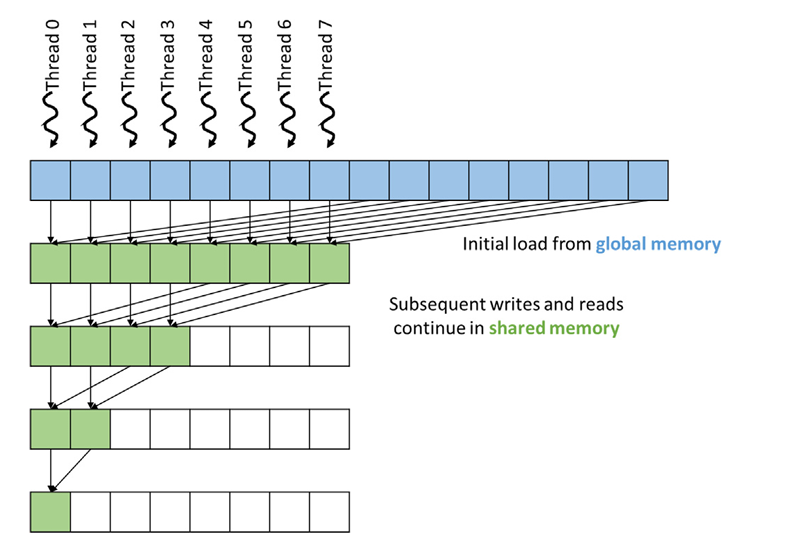 Thread 0
Thread 1
Thread 2
Thread 3
Thread 4
Thread 5
Thread 6
Thread 7
Initial load from global memory
Subsequent writes and reads
continue in shared memory